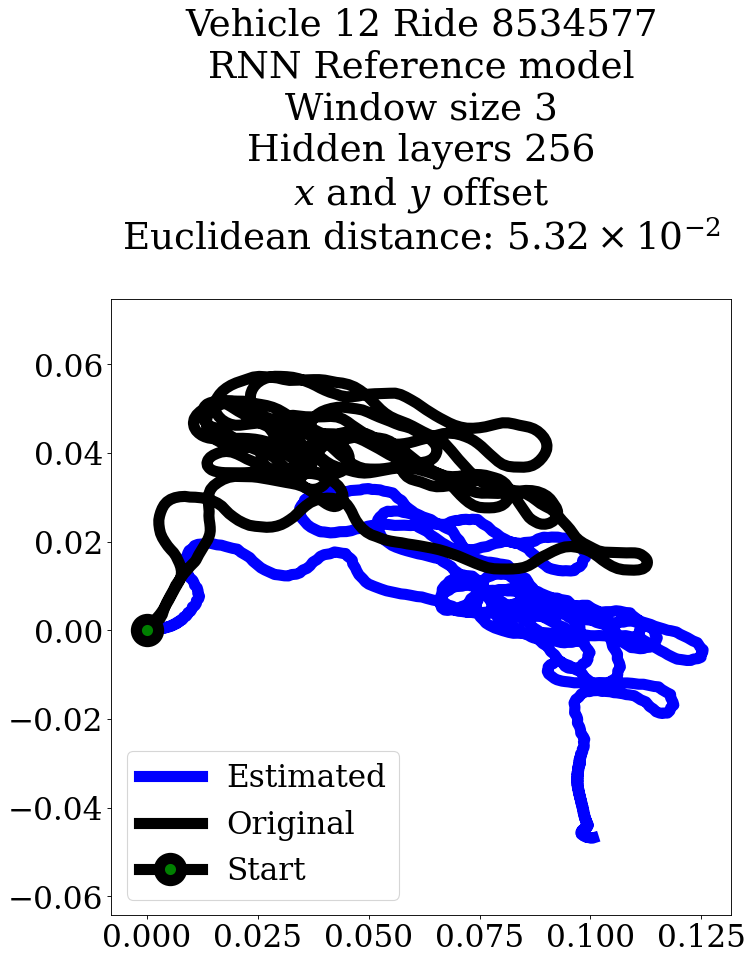 Vehicle 12 Ride 8534577
RNN Reference model
Window size 3
Hidden layers 256
x and y offset
Euclidean distance: 5.32 × 10⁻²
0.06
0.04
0.02
0.00
−0.02
−0.04
−0.06
Estimated
Original
Start
0.000 0.025 0.050 0.075 0.100 0.125